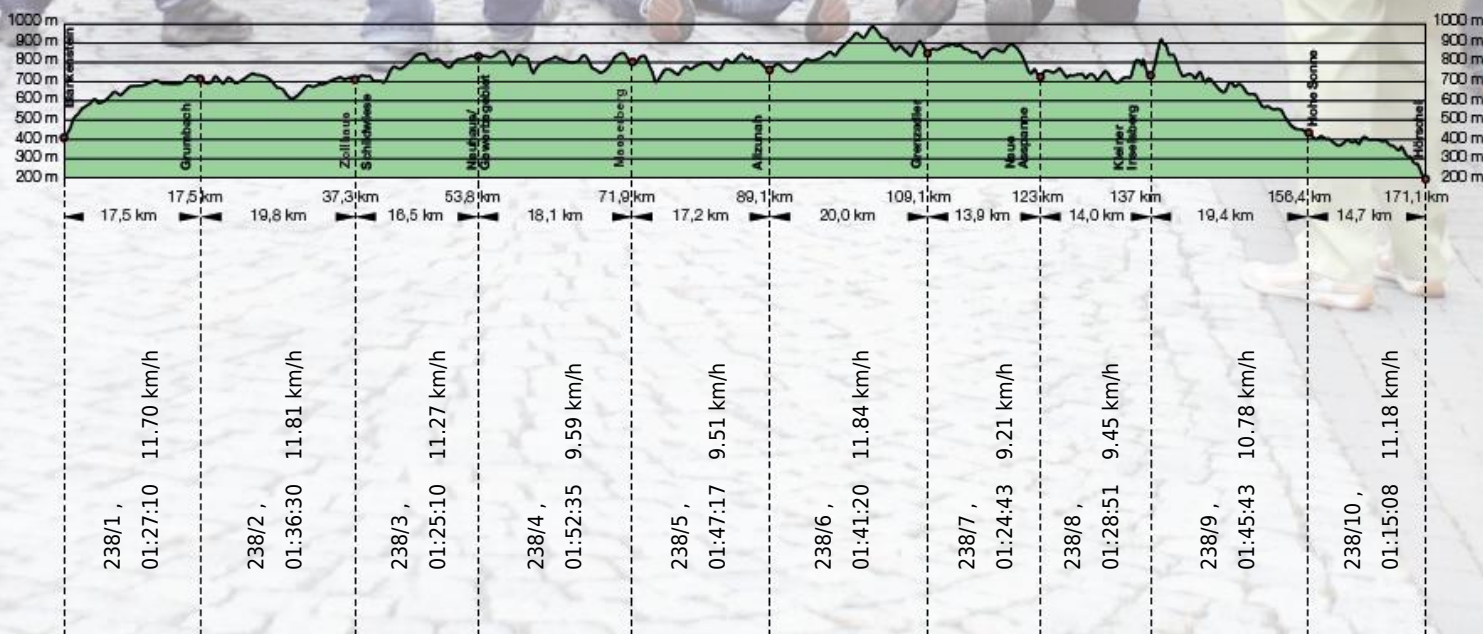 1000 m
900 m
800 m
700 m
600 m
500 m
400 m
300 m
200 m
1000 m
900 m
800 m
700 m
600 m
500 m
400 m
300 m
200 m
Blankenstein
Grumbach
Zollhaus
Schildwiese
Neuhaus/
Masserberg
Allzunah
Grenzadler
Neue
Ausspanne
Kleiner
Inselsberg
Hohe Sonne
Hörschel
17,5 km
37,3 km
53,8 km
71,9 km
89,1 km
109,1 km
123 km
137 km
156,4 km
171,1 km
17,5 km
19,8 km
16,5 km
18,1 km
17,2 km
20,0 km
13,9 km
14,0 km
19,4 km
14,7 km
238/1 ,
01:27:10 11.70 km/h
238/2 ,
01:36:30 11.81 km/h
238/3 ,
01:25:10 11.27 km/h
238/4 ,
01:52:35 9.59 km/h
238/5 ,
01:47:17 9.51 km/h
238/6 ,
01:41:20 11.84 km/h
238/7 ,
01:24:43 9.21 km/h
238/8 ,
01:28:51 9.45 km/h
238/9 ,
01:45:43 10.78 km/h
238/10 ,
01:15:08 11.18 km/h